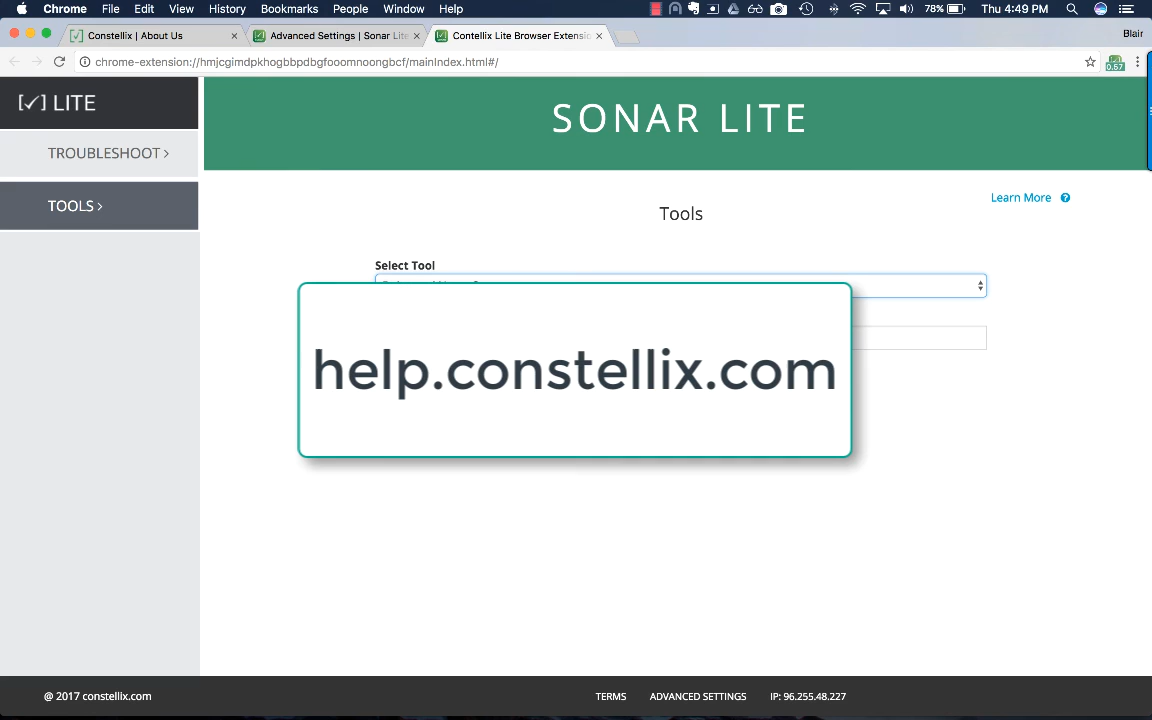 Chrome File Edit View History Bookmarks People Window Help 78% Thu 4:49 PM
Constellix | About Us Advanced Settings | Sonar Lite Contellix Lite Browser Extensio Blair
chrome-extension://hmjcgimdpkhogbbpdbgfooomnoongbcf/mainIndex.html#/ 0.67
[✓] LITE
SONAR LITE
TROUBLESHOOT >
TOOLS >
Learn More ?
Tools
Select Tool
help.constellix.com
@ 2017 constellix.com TERMS ADVANCED SETTINGS IP: 96.255.48.227